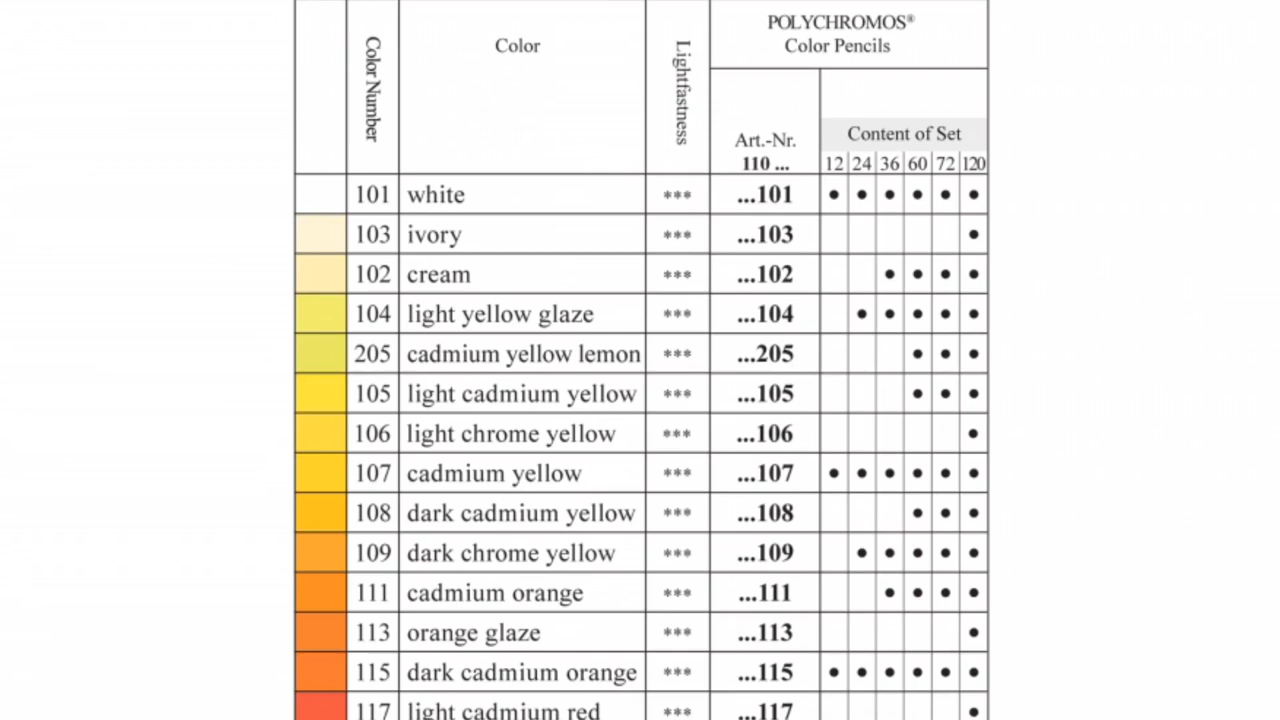 POLYCHROMOS®
Color Pencils
Color Number
Color
Lightfastness
Art.-Nr.
110 ...
Content of Set
12 24 36 60 72 120
101 white *** ...101 ● ● ● ● ● ●
103 ivory *** ...103 ●
102 cream *** ...102 ● ● ● ●
104 light yellow glaze *** ...104 ● ● ● ● ●
205 cadmium yellow lemon *** ...205 ● ● ●
105 light cadmium yellow *** ...105 ● ● ●
106 light chrome yellow *** ...106 ●
107 cadmium yellow *** ...107 ● ● ● ● ● ●
108 dark cadmium yellow *** ...108 ● ● ●
109 dark chrome yellow *** ...109 ● ● ● ● ●
111 cadmium orange *** ...111 ● ● ● ●
113 orange glaze *** ...113 ●
115 dark cadmium orange *** ...115 ● ● ● ● ● ●
117 light cadmium red *** ...117 ●